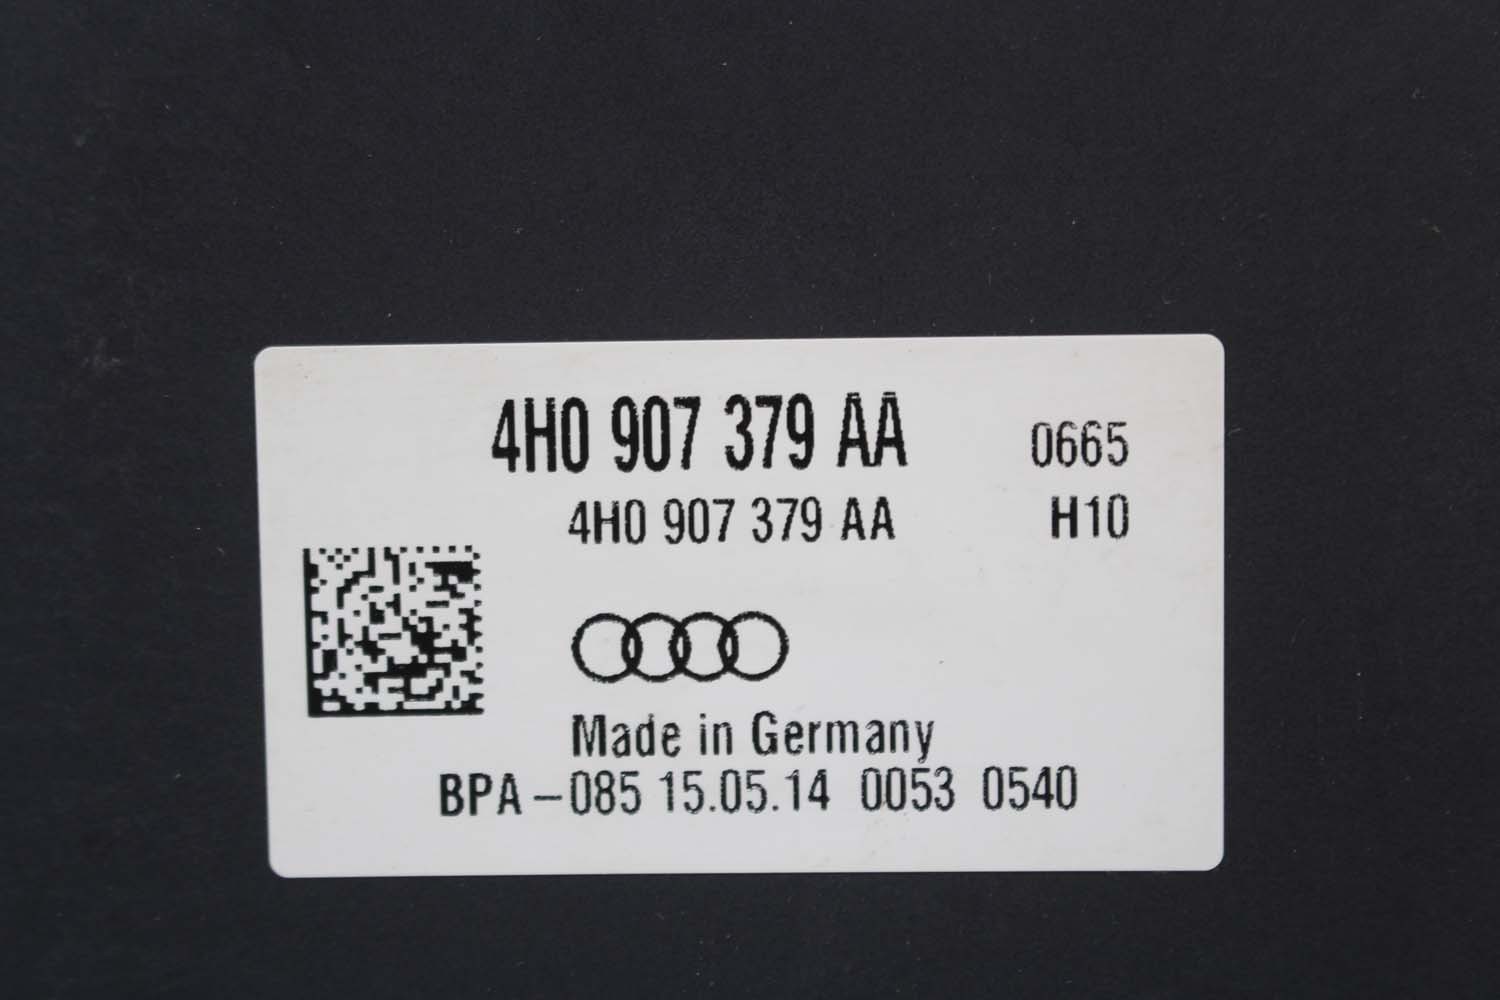 4H0 907 379 AA 0665
4H0 907 379 AA H10
Made in Germany
BPA –085 15.05.14 0053 0540